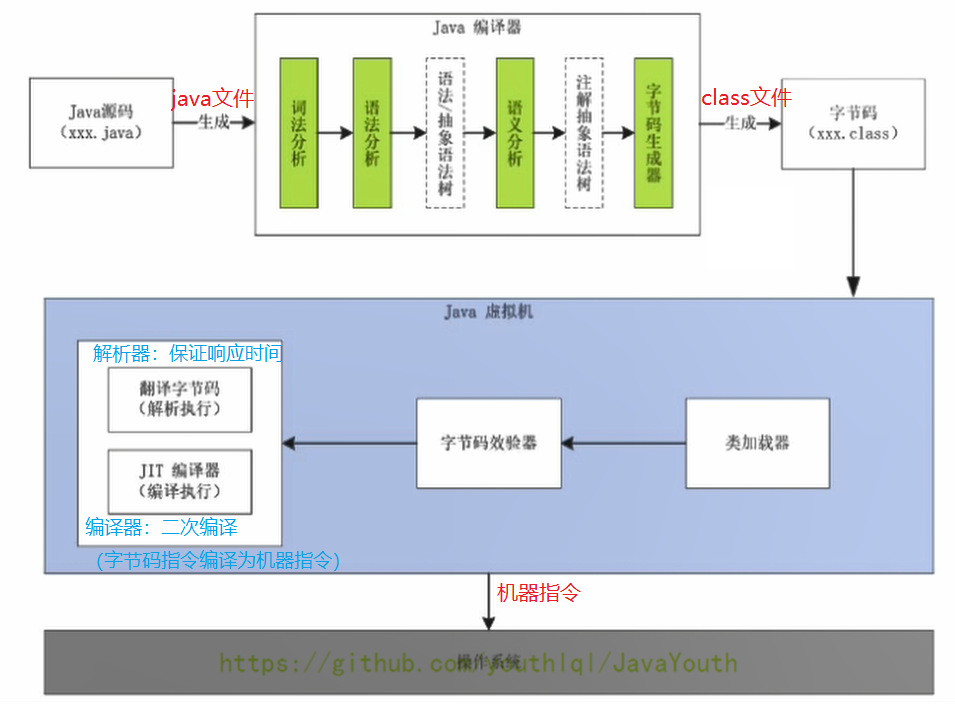 Java 编译器
Java源码
（xxx.java）
java文件
生成
词法分析
语法分析
语法/抽象语法树
语义分析
注解抽象语法树
字节码生成器
class文件
生成
字节码
（xxx.class）
Java 虚拟机
解析器：保证响应时间
翻译字节码
（解析执行）
JIT 编译器
（编译执行）
编译器：二次编译
（字节码指令编译为机器指令）
字节码效验器
类加载器
机器指令
操作系统
https://github.com/youthlql/JavaYouth